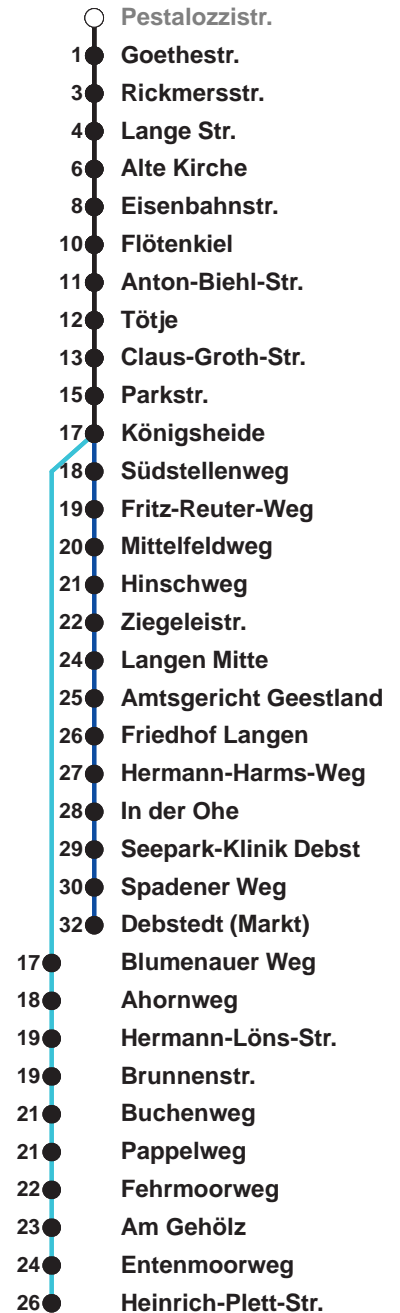 Pestalozzistr.
1 Goethestr.
3 Rickmersstr.
4 Lange Str.
6 Alte Kirche
8 Eisenbahnstr.
10 Flötenkiel
11 Anton-Biehl-Str.
12 Tötje
13 Claus-Groth-Str.
15 Parkstr.
17 Königsheide
18 Südstellenweg
19 Fritz-Reuter-Weg
20 Mittelfeldweg
21 Hinschweg
22 Ziegeleistr.
24 Langen Mitte
25 Amtsgericht Geestland
26 Friedhof Langen
27 Hermann-Harms-Weg
28 In der Ohe
29 Seepark-Klinik Debst
30 Spadener Weg
32 Debstedt (Markt)
17 Blumenauer Weg
18 Ahornweg
19 Hermann-Löns-Str.
19 Brunnenstr.
21 Buchenweg
21 Pappelweg
22 Fehrmoorweg
23 Am Gehölz
24 Entenmoorweg
26 Heinrich-Plett-Str.